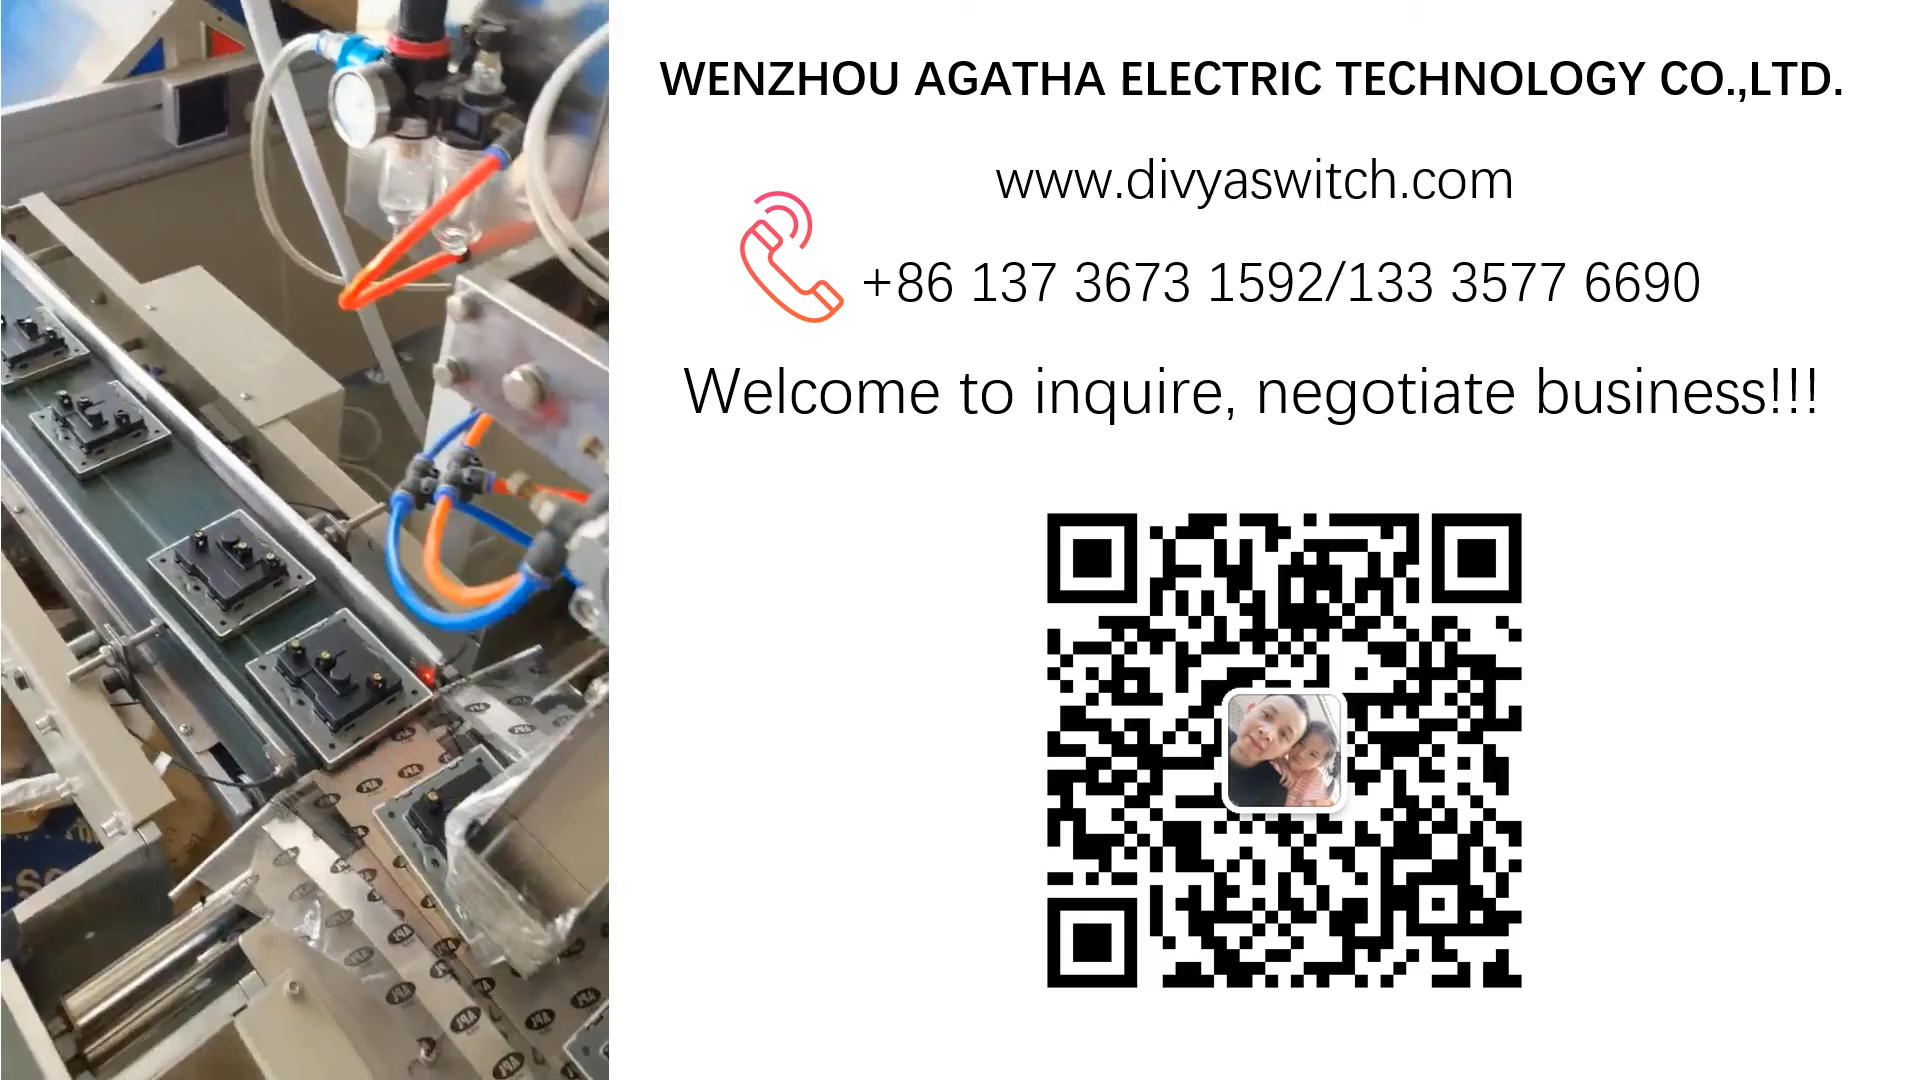 WENZHOU AGATHA ELECTRIC TECHNOLOGY CO.,LTD.
www.divyaswitch.com
+86 137 3673 1592/133 3577 6690
Welcome to inquire, negotiate business!!!